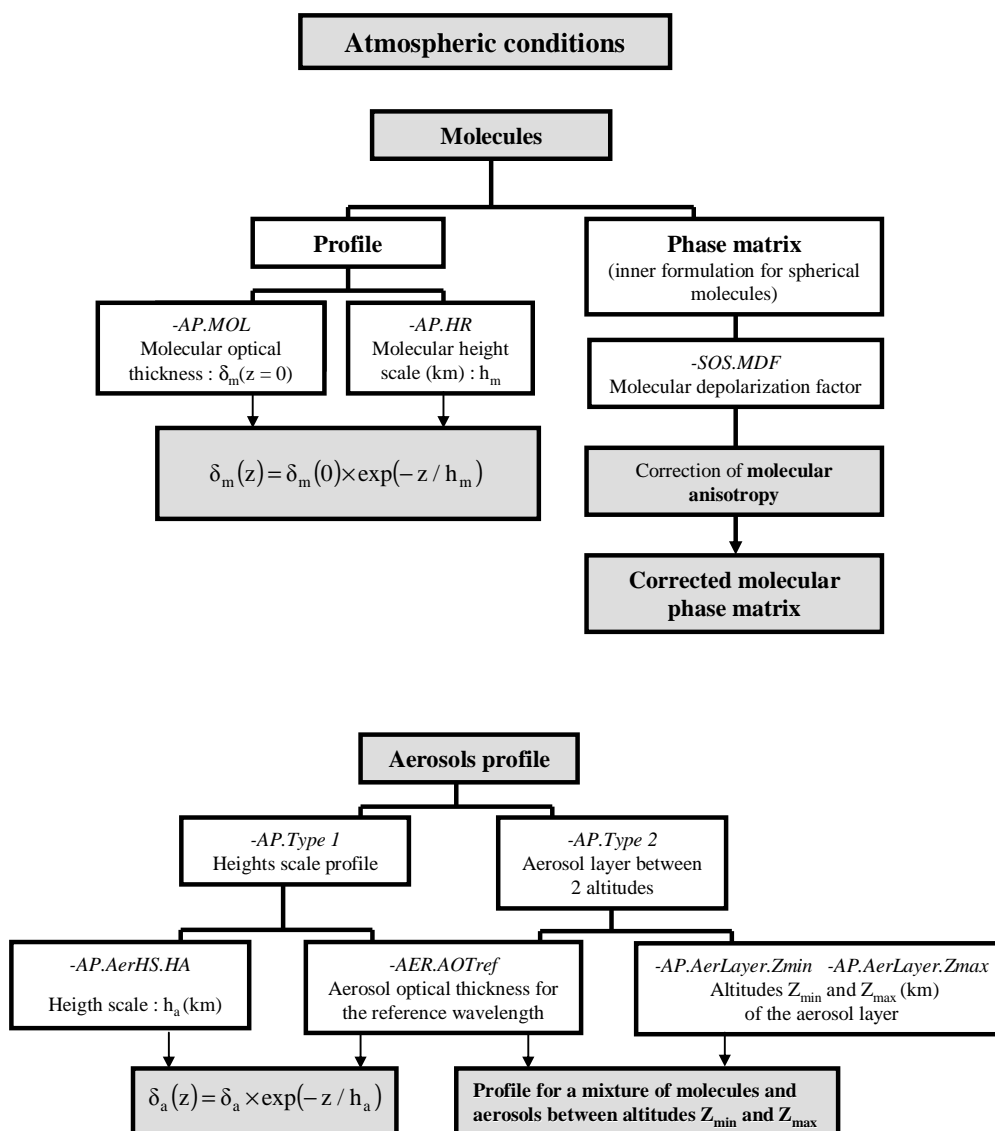 Atmospheric conditions
Molecules
Profile
Phase matrix
(inner formulation for spherical
molecules)
-AP.MOL
Molecular optical
thickness : δm(z = 0)
-AP.HR
Molecular height
scale (km) : hm
-SOS.MDF
Molecular depolarization factor
δm(z) = δm(0)×exp(− z / hm)
Correction of molecular
anisotropy
Corrected molecular
phase matrix
Aerosols profile
-AP.Type 1
Heights scale profile
-AP.Type 2
Aerosol layer between
2 altitudes
-AP.AerHS.HA
Heigth scale : ha (km)
-AER.AOTref
Aerosol optical thickness for
the reference wavelength
-AP.AerLayer.Zmin -AP.AerLayer.Zmax
Altitudes Zmin and Zmax (km)
of the aerosol layer
δa(z) = δa × exp(− z / ha)
Profile for a mixture of molecules and
aerosols between altitudes Zmin and Zmax